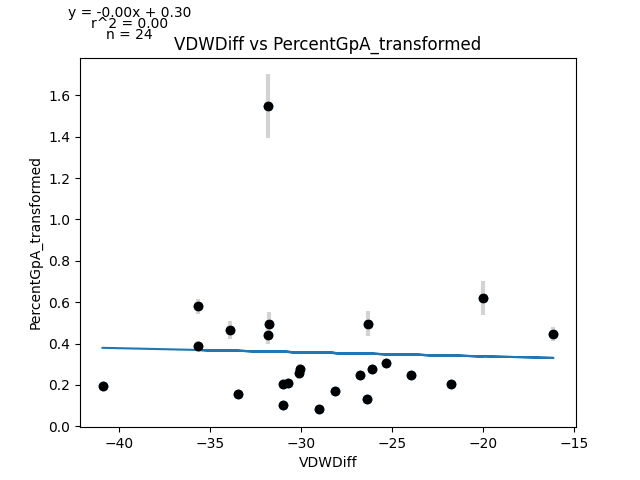 y = -0.00x + 0.30
r^2 = 0.00
n = 24
VDWDiff vs PercentGpA_transformed
PercentGpA_transformed
1.6
1.4
1.2
1.0
0.8
0.6
0.4
0.2
0.0
−40 −35 −30 −25 −20 −15
VDWDiff